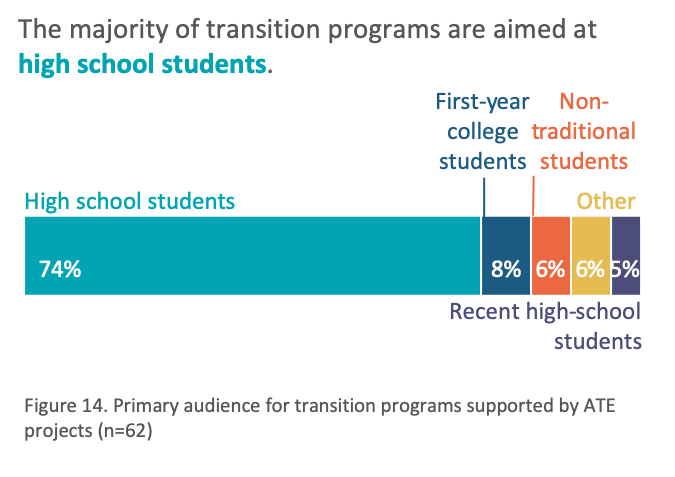 The majority of transition programs are aimed at
high school students.
First-year
college
students
Non-
traditional
students
High school students
Other
74%
8%
6%
6%
5%
Recent high-school
students
Figure 14. Primary audience for transition programs supported by ATE
projects (n=62)